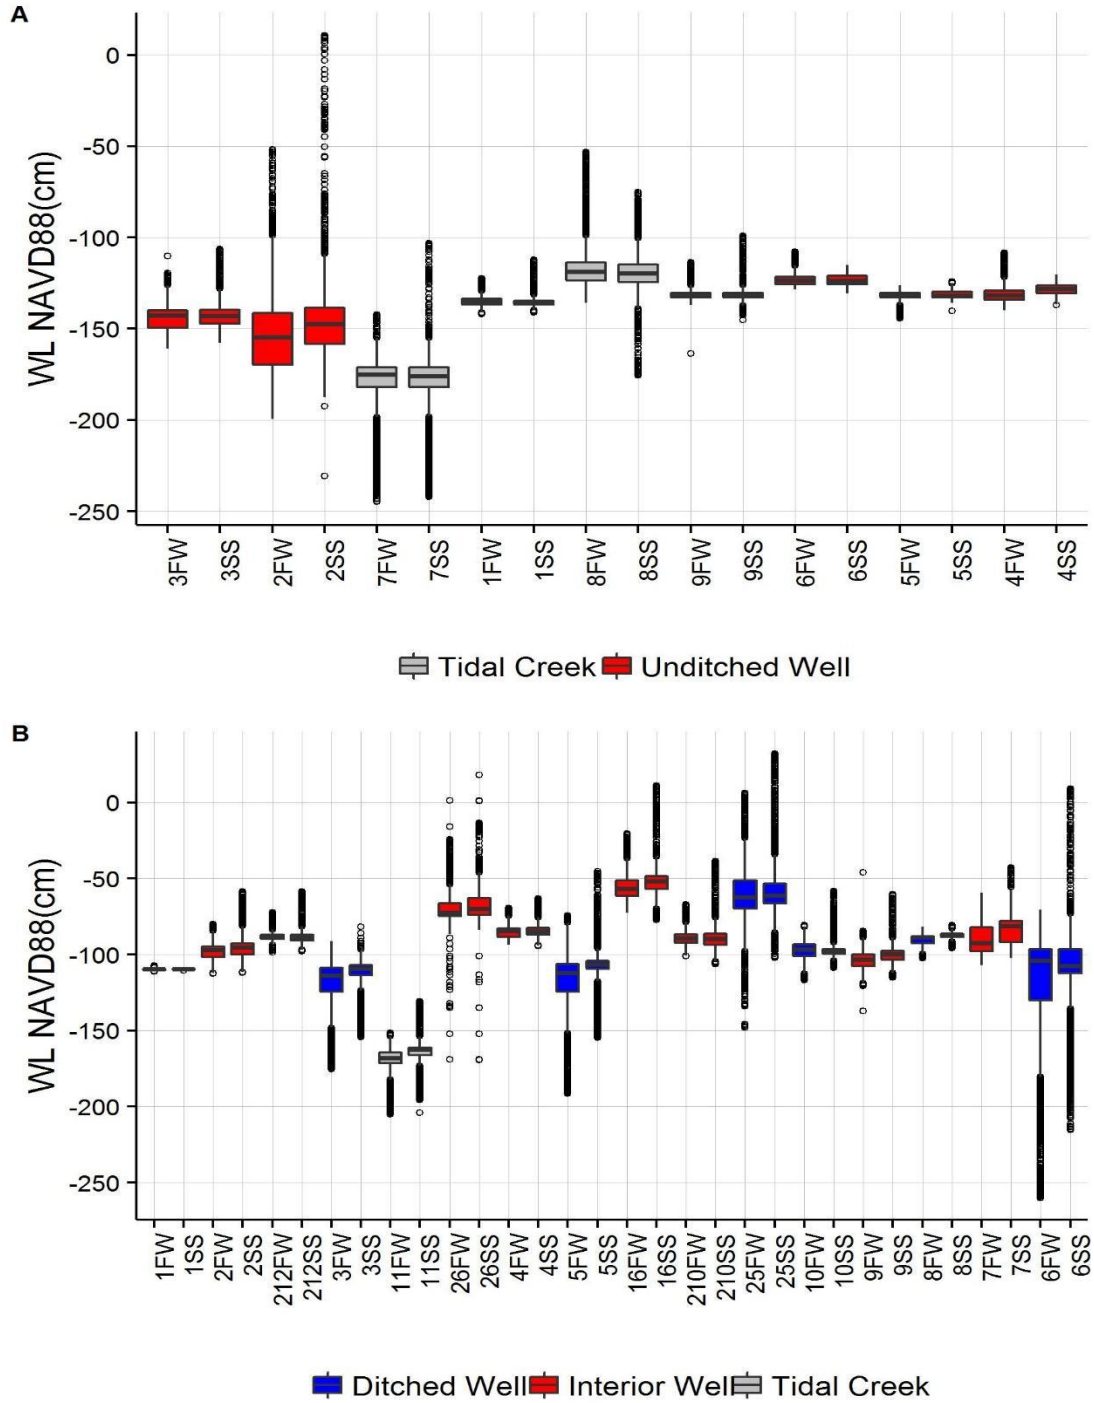 A
WL NAVD88(cm)
0
-50
-100
-150
-200
-250
3FW 3SS 2FW 2SS 7FW 7SS 1FW 1SS 8FW 8SS 9FW 9SS 6FW 6SS 5FW 5SS 4FW 4SS
Tidal Creek Unditched Well
B
WL NAVD88(cm)
0
-50
-100
-150
-200
-250
1FW 1SS 2FW 2SS 212FW 212SS 3FW 3SS 11FW 11SS 26FW 26SS 4FW 4SS 5FW 5SS 16FW 16SS 210FW 210SS 25FW 25SS 10FW 10SS 9FW 9SS 8FW 8SS 7FW 7SS 6FW 6SS
Ditched Well Interior Well Tidal Creek